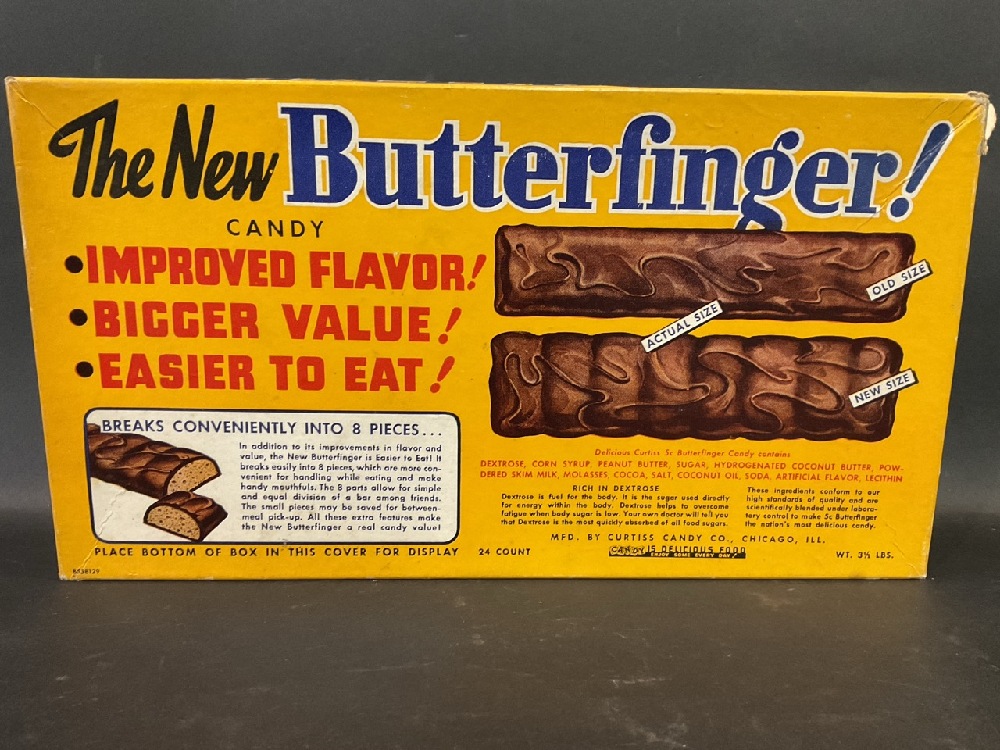 The New Butterfinger!
CANDY
•IMPROVED FLAVOR!
•BIGGER VALUE!
•EASIER TO EAT!
OLD SIZE
ACTUAL SIZE
NEW SIZE
BREAKS CONVENIENTLY INTO 8 PIECES...
In addition to its improvements in flavor and
value, the New Butterfinger is Easier to Eat! It
breaks easily into 8 pieces, which are more con-
venient for handling while eating and make
handy mouthfuls. The 8 parts allow for simple
and equal division of a bar among friends.
The small pieces may be saved for between-
meal pick-up. All these extra features make
the New Butterfinger a real candy value!
Delicious Curtiss 5c Butterfinger Candy contains
DEXTROSE, CORN SYRUP, PEANUT BUTTER, SUGAR, HYDROGENATED COCONUT BUTTER, POW-
DERED SKIM MILK, MOLASSES, COCOA, SALT, COCONUT OIL, SODA, ARTIFICIAL FLAVOR, LECITHIN
RICH IN DEXTROSE
Dextrose is fuel for the body. It is the sugar used directly
for energy within the body. Dextrose helps to overcome
fatigue when body sugar is low. Your own doctor will tell you
that Dextrose is the most quickly absorbed of all food sugars.
These ingredients conform to our
high standards of quality and are
scientifically blended under labora-
tory control to make 5c Butterfinger
the nation's most delicious candy.
MFD. BY CURTISS CANDY CO., CHICAGO, ILL.
PLACE BOTTOM OF BOX IN THIS COVER FOR DISPLAY
24 COUNT
CANDY IS DELICIOUS FOOD
ENJOY SOME EVERY DAY!
WT. 3½ LBS.